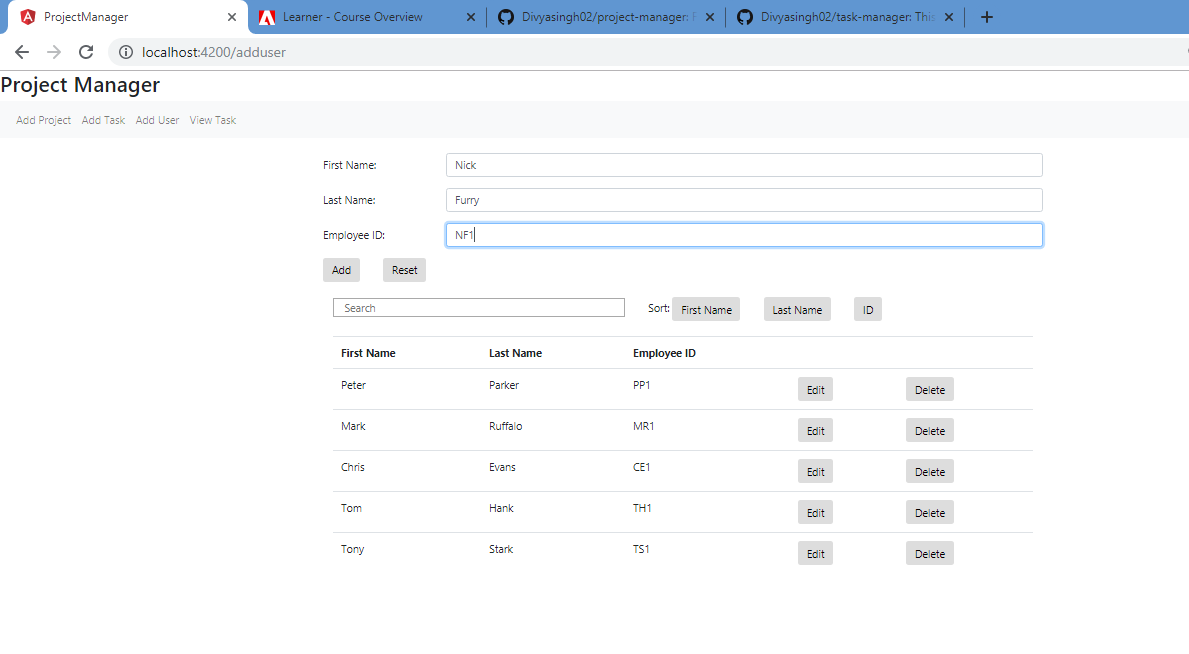 ProjectManager Learner - Course Overview Divyasingh02/project-manager: Divyasingh02/task-manager: This
localhost:4200/adduser
Project Manager
Add Project Add Task Add User View Task
First Name: Nick
Last Name: Furry
Employee ID: NF1
Add Reset
Search Sort: First Name Last Name ID
First Name Last Name Employee ID
Peter Parker PP1 Edit Delete
Mark Ruffalo MR1 Edit Delete
Chris Evans CE1 Edit Delete
Tom Hank TH1 Edit Delete
Tony Stark TS1 Edit Delete